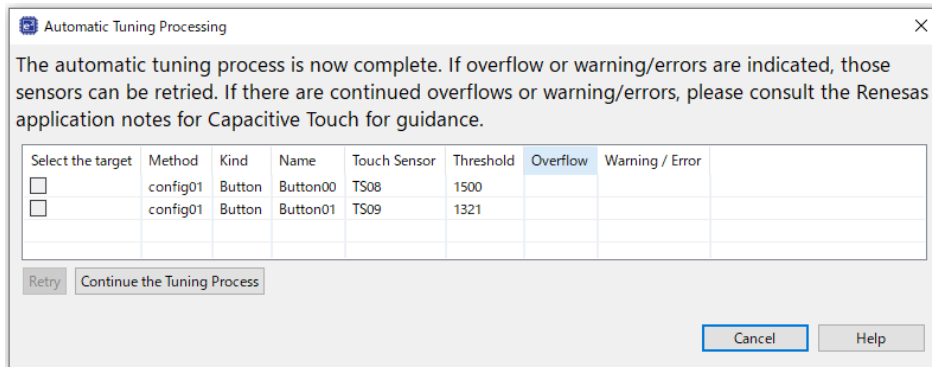 Automatic Tuning Processing
The automatic tuning process is now complete. If overflow or warning/errors are indicated, those
sensors can be retried. If there are continued overflows or warning/errors, please consult the Renesas
application notes for Capacitive Touch for guidance.
Select the target Method Kind Name Touch Sensor Threshold Overflow Warning / Error
config01 Button Button00 TS08 1500
config01 Button Button01 TS09 1321
Retry Continue the Tuning Process
Cancel Help